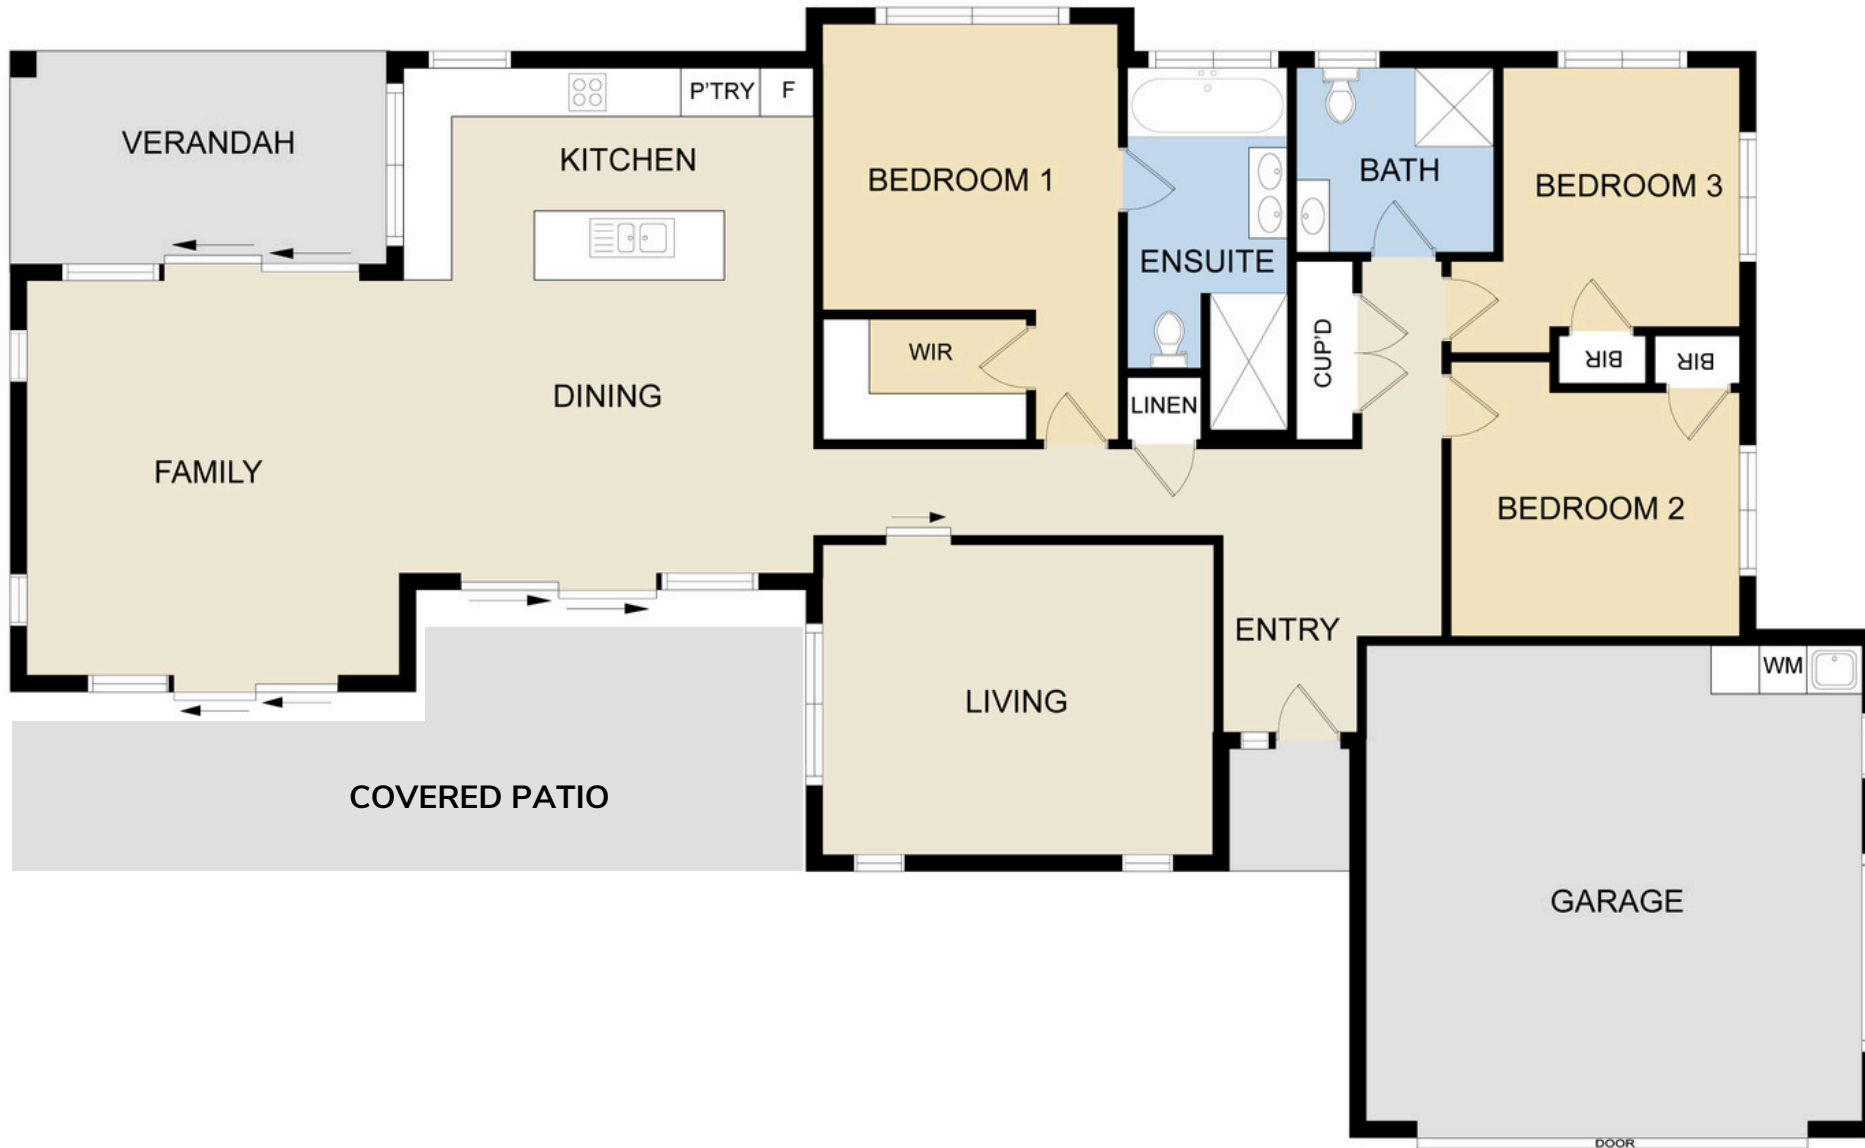 P'TRY
F
VERANDAH
KITCHEN
BEDROOM 1
BATH
BEDROOM 3
ENSUITE
WIR
CUP'D
BIR
BIR
DINING
LINEN
FAMILY
BEDROOM 2
ENTRY
WM
LIVING
COVERED PATIO
GARAGE
DOOR